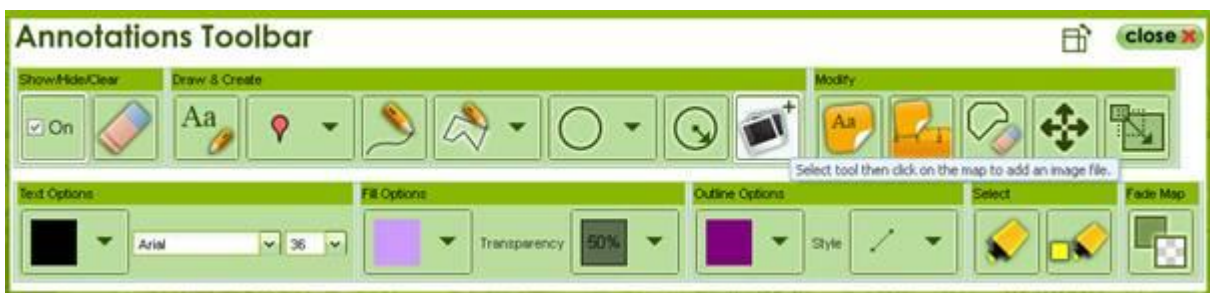 Annotations Toolbar
close
Show/Hide/Clear
Draw & Create
Modify
On
Aa
Aa
Select tool then click on the map to add an image file.
Text Options
Fill Options
Outline Options
Select
Fade Map
Arial
36
Transparency
50%
Style